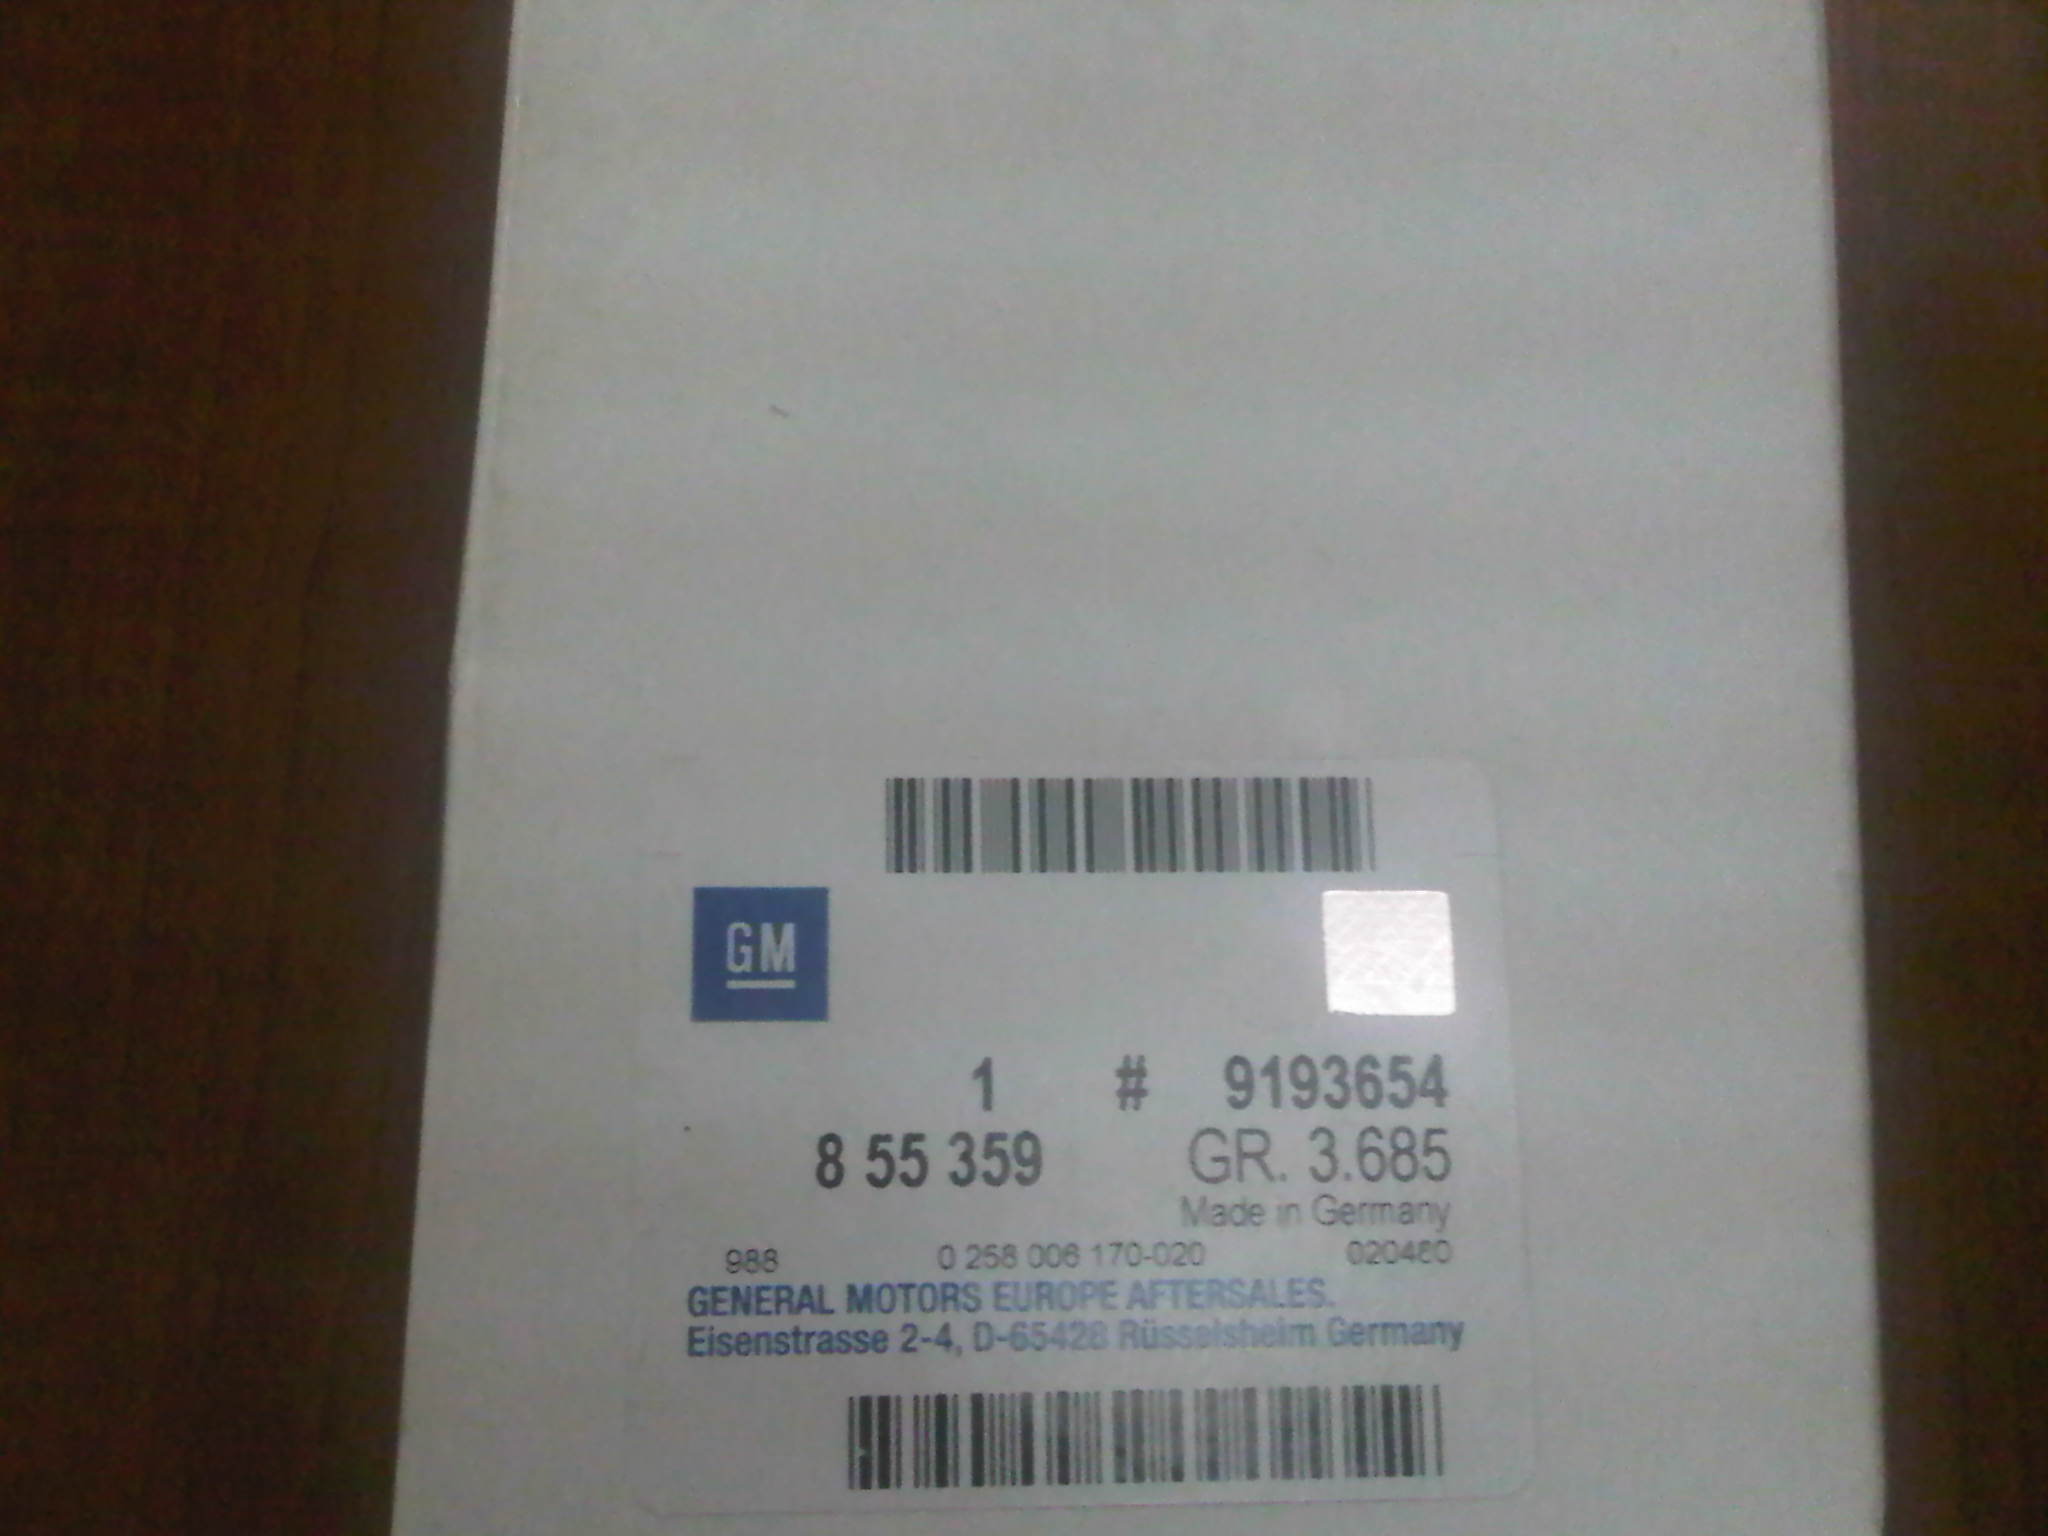 GM
1 # 9193654
8 55 359 GR. 3.685
Made in Germany
988 0 258 006 170-020 020480
GENERAL MOTORS EUROPE AFTERSALES.
Eisenstrasse 2-4, D-65428 Rüsselsheim Germany